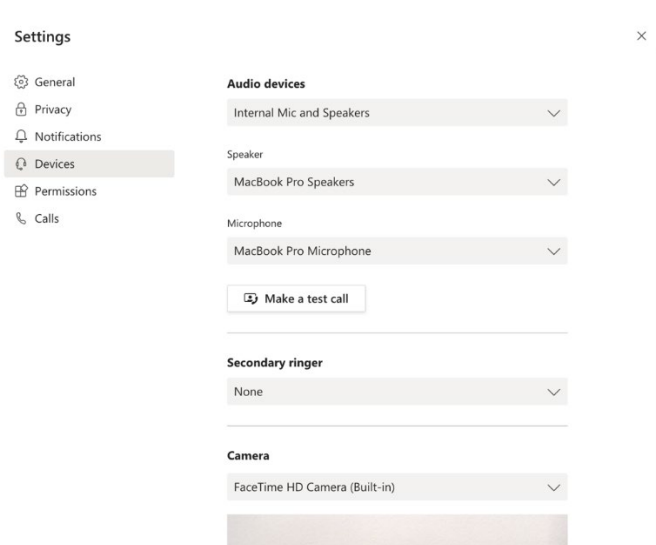 Settings
General
Privacy
Notifications
Devices
Permissions
Calls
Audio devices
Internal Mic and Speakers
Speaker
MacBook Pro Speakers
Microphone
MacBook Pro Microphone
Make a test call
Secondary ringer
None
Camera
FaceTime HD Camera (Built-in)